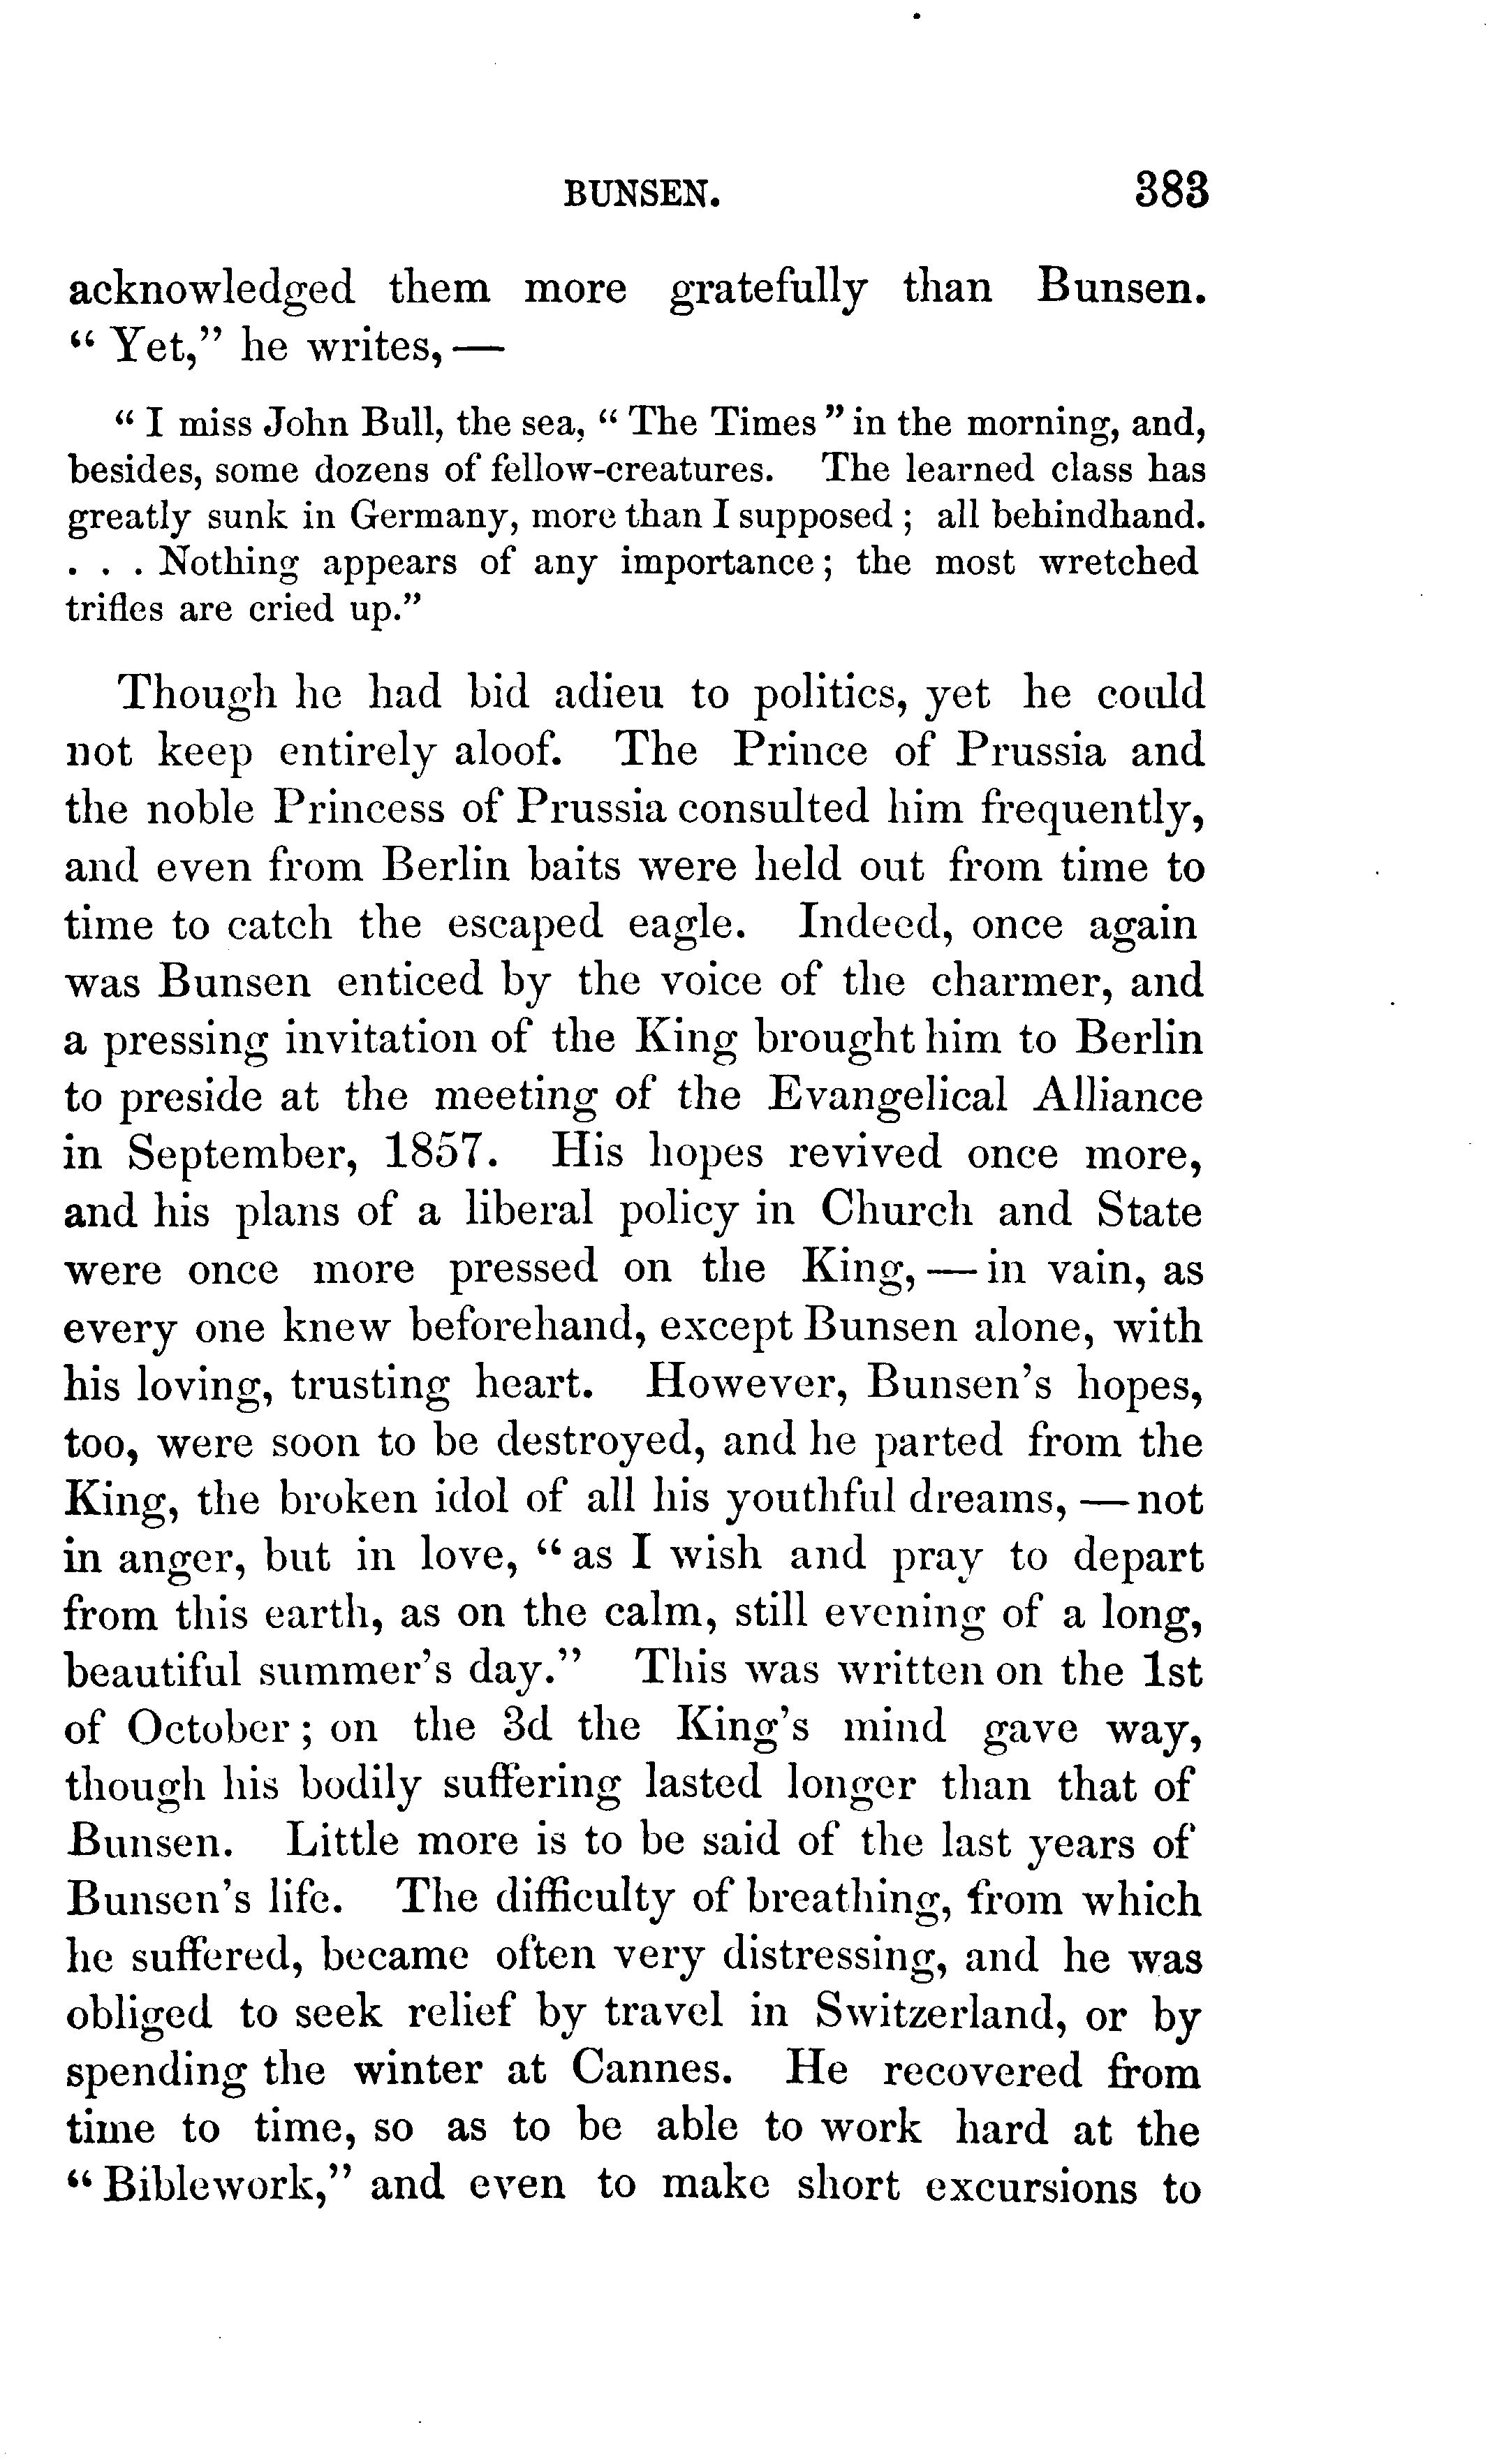 BUNSEN. 383
acknowledged them more gratefully than Bunsen.
“ Yet,” he writes, —
“ I miss John Bull, the sea, “ The Times ” in the morning, and,
besides, some dozens of fellow-creatures. The learned class has
greatly sunk in Germany, more than I supposed ; all behindhand.
. . . Nothing appears of any importance ; the most wretched
trifles are cried up.”
Though he had bid adieu to politics, yet he could
not keep entirely aloof. The Prince of Prussia and
the noble Princess of Prussia consulted him frequently,
and even from Berlin baits were held out from time to
time to catch the escaped eagle. Indeed, once again
was Bunsen enticed by the voice of the charmer, and
a pressing invitation of the King brought him to Berlin
to preside at the meeting of the Evangelical Alliance
in September, 1857. His hopes revived once more,
and his plans of a liberal policy in Church and State
were once more pressed on the King, — in vain, as
every one knew beforehand, except Bunsen alone, with
his loving, trusting heart. However, Bunsen’s hopes,
too, were soon to be destroyed, and he parted from the
King, the broken idol of all his youthful dreams, — not
in anger, but in love, “ as I wish and pray to depart
from this earth, as on the calm, still evening of a long,
beautiful summer’s day.” This was written on the 1st
of October ; on the 3d the King’s mind gave way,
though his bodily suffering lasted longer than that of
Bunsen. Little more is to be said of the last years of
Bunsen’s life. The difficulty of breathing, from which
he suffered, became often very distressing, and he was
obliged to seek relief by travel in Switzerland, or by
spending the winter at Cannes. He recovered from
time to time, so as to be able to work hard at the
“ Biblework,” and even to make short excursions to